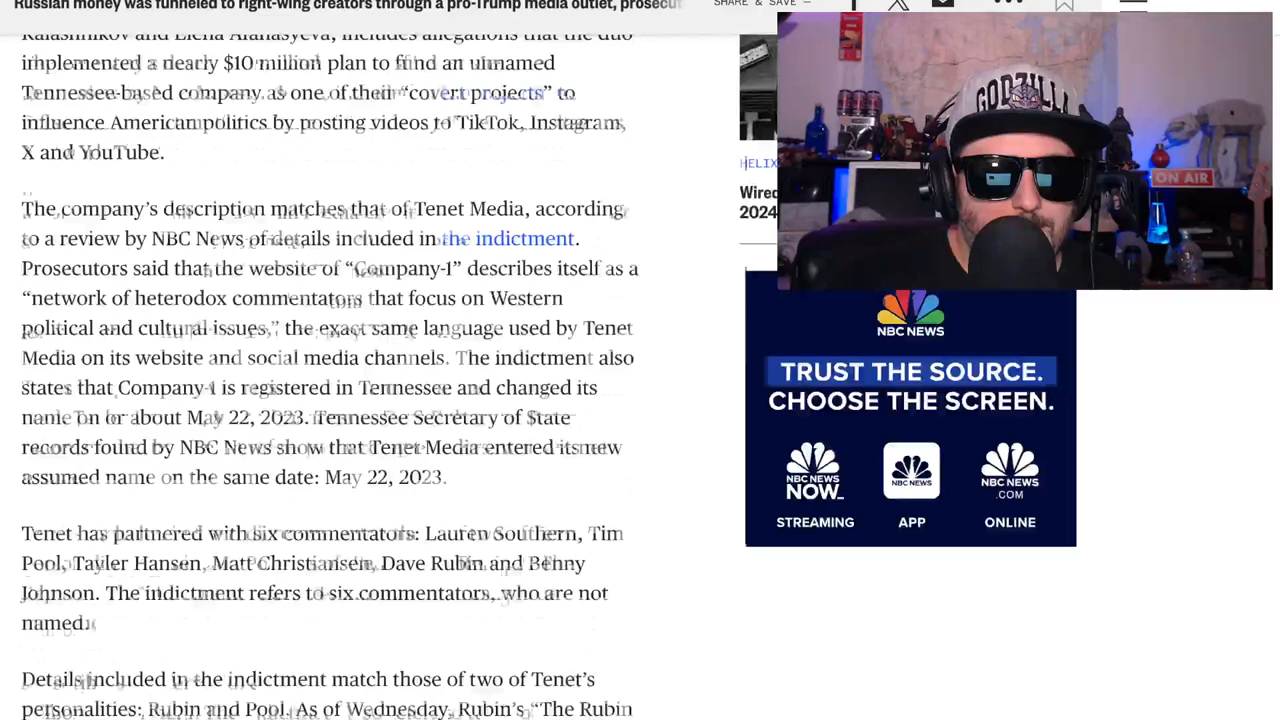 Russian money was funneled to right-wing creators through a pro-Trump media outlet, prosecut
SHARE & SAVE —
Kalashnikov and Elena Afanasyeva, includes allegations that the duo
implemented a nearly $10 million plan to fund an unnamed
Tennessee-based company as one of their “covert projects” to
influence American politics by posting videos to TikTok, Instagram,
X and YouTube.
The company’s description matches that of Tenet Media, according
to a review by NBC News of details included in the indictment.
Prosecutors said that the website of “Company-1” describes itself as a
“network of heterodox commentators that focus on Western
political and cultural issues,” the exact same language used by Tenet
Media on its website and social media channels. The indictment also
states that Company-1 is registered in Tennessee and changed its
name on or about May 22, 2023. Tennessee Secretary of State
records found by NBC News show that Tenet Media entered its new
assumed name on the same date: May 22, 2023.
Tenet has partnered with six commentators: Lauren Southern, Tim
Pool, Tayler Hansen, Matt Christiansen, Dave Rubin and Benny
Johnson. The indictment refers to six commentators, who are not
named.
Details included in the indictment match those of two of Tenet’s
personalities: Rubin and Pool. As of Wednesday, Rubin’s “The Rubin
HELIX
Wired
2024
GODZILLA
ON AIR
NBC NEWS
TRUST THE SOURCE.
CHOOSE THE SCREEN.
NBC NEWS
NOW
NBC NEWS
NBC NEWS
.COM
STREAMING
APP
ONLINE